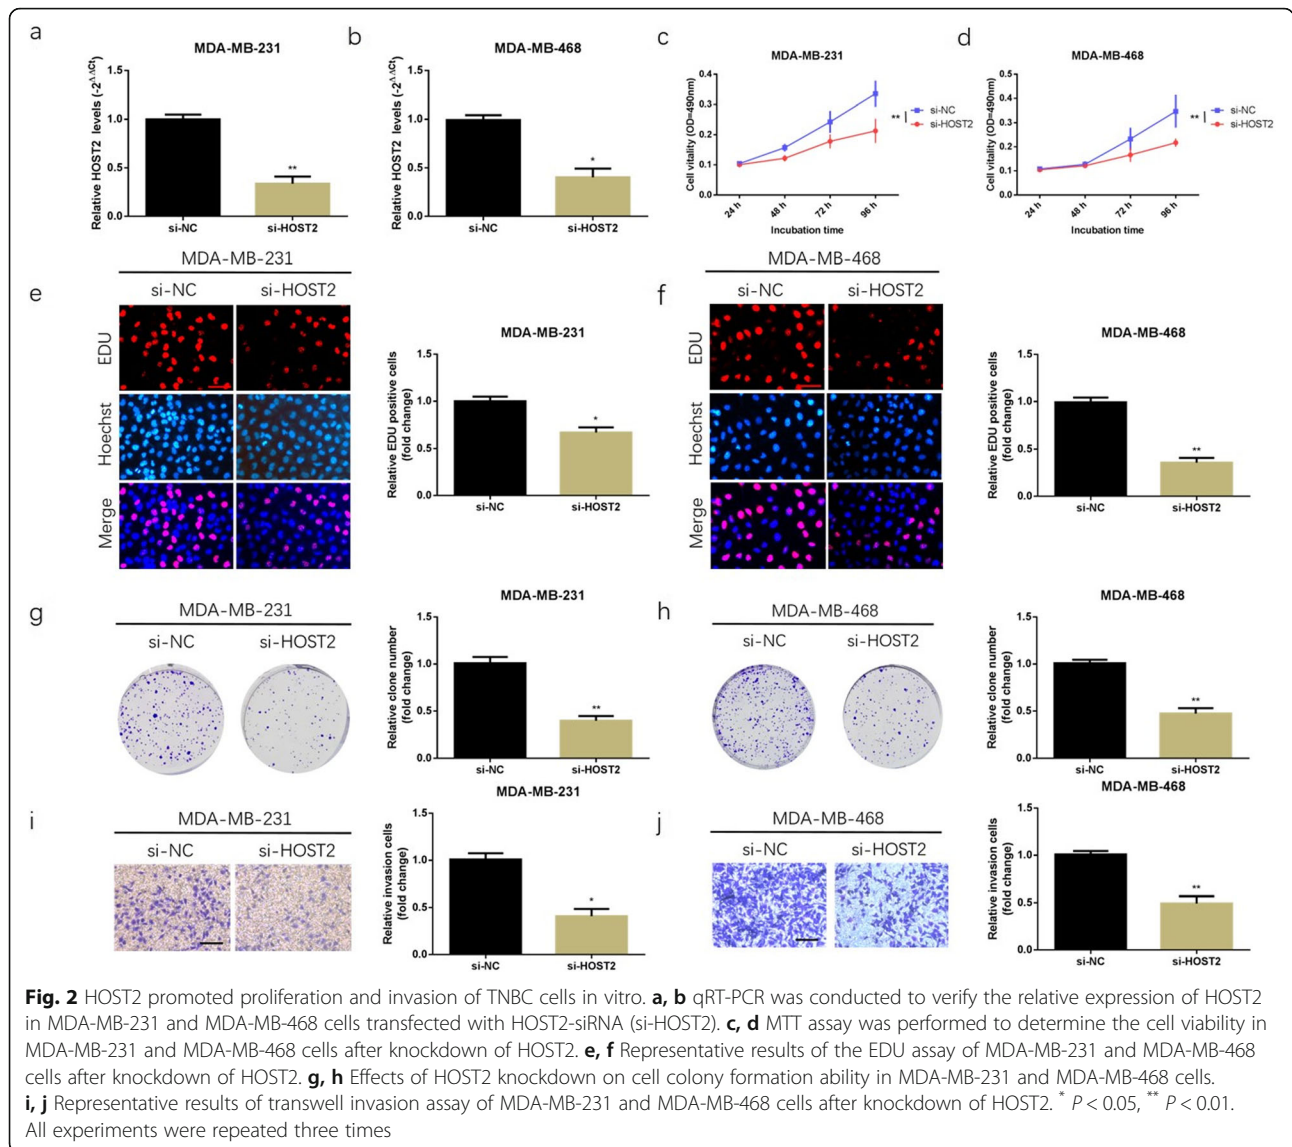 a
MDA-MB-231
Relative HOST2 levels (-2^ΔΔCt)
1.5
1.0
0.5
0.0
**
si-NC
si-HOST2
b
MDA-MB-468
Relative HOST2 levels (-2^ΔΔCt)
1.5
1.0
0.5
0.0
*
si-NC
si-HOST2
c
MDA-MB-231
Cell vitality (OD=490nm)
0.4
0.3
0.2
0.1
0.0
24 h
48 h
72 h
96 h
Incubation time
**
si-NC
si-HOST2
d
MDA-MB-468
Cell vitality (OD=490nm)
0.5
0.4
0.3
0.2
0.1
0.0
24 h
48 h
72 h
96 h
Incubation time
**
si-NC
si-HOST2
e
MDA-MB-231
si-NC
si-HOST2
EDU
Hoechst
Merge
MDA-MB-231
Relative EDU positive cells
(fold change)
1.5
1.0
0.5
0.0
*
si-NC
si-HOST2
f
MDA-MB-468
si-NC
si-HOST2
EDU
Hoechst
Merge
MDA-MB-468
Relative EDU positive cells
(fold change)
1.5
1.0
0.5
0.0
**
si-NC
si-HOST2
g
MDA-MB-231
si-NC
si-HOST2
MDA-MB-231
Relative clone number
(fold change)
1.5
1.0
0.5
0.0
**
si-NC
si-HOST2
h
MDA-MB-468
si-NC
si-HOST2
MDA-MB-468
Relative clone number
(fold change)
1.5
1.0
0.5
0.0
**
si-NC
si-HOST2
i
MDA-MB-231
si-NC
si-HOST2
MDA-MB-231
Relative invasion cells
(fold change)
1.5
1.0
0.5
0.0
*
si-NC
si-HOST2
j
MDA-MB-468
si-NC
si-HOST2
MDA-MB-468
Relative invasion cells
(fold change)
1.5
1.0
0.5
0.0
**
si-NC
si-HOST2
Fig. 2 HOST2 promoted proliferation and invasion of TNBC cells in vitro. a, b qRT-PCR was conducted to verify the relative expression of HOST2
in MDA-MB-231 and MDA-MB-468 cells transfected with HOST2-siRNA (si-HOST2). c, d MTT assay was performed to determine the cell viability in
MDA-MB-231 and MDA-MB-468 cells after knockdown of HOST2. e, f Representative results of the EDU assay of MDA-MB-231 and MDA-MB-468
cells after knockdown of HOST2. g, h Effects of HOST2 knockdown on cell colony formation ability in MDA-MB-231 and MDA-MB-468 cells.
i, j Representative results of transwell invasion assay of MDA-MB-231 and MDA-MB-468 cells after knockdown of HOST2. * P < 0.05, ** P < 0.01.
All experiments were repeated three times